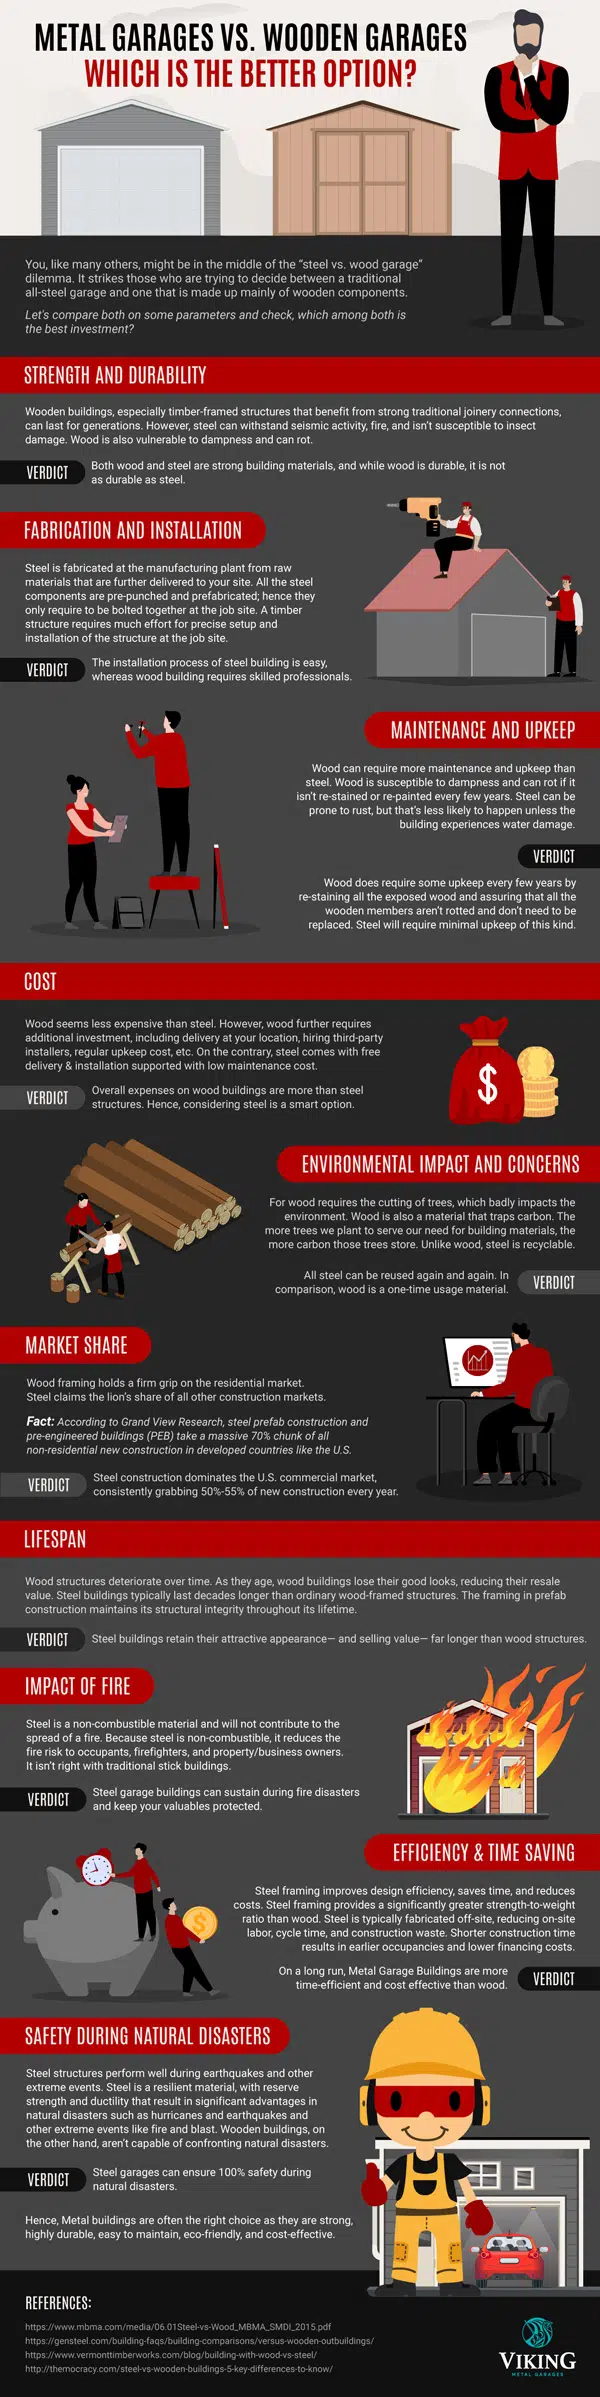 METAL GARAGES VS. WOODEN GARAGES
WHICH IS THE BETTER OPTION?
You, like many others, might be in the middle of the “steel vs. wood garage”
dilemma. It strikes those who are trying to decide between a traditional
all-steel garage and one that is made up mainly of wooden components.
Let's compare both on some parameters and check, which among both is
the best investment?
STRENGTH AND DURABILITY
Wooden buildings, especially timber-framed structures that benefit from strong traditional joinery connections,
can last for generations. However, steel can withstand seismic activity, fire, and isn’t susceptible to insect
damage. Wood is also vulnerable to dampness and can rot.
VERDICT
Both wood and steel are strong building materials, and while wood is durable, it is not
as durable as steel.
FABRICATION AND INSTALLATION
Steel is fabricated at the manufacturing plant from raw
materials that are further delivered to your site. All the steel
components are pre-punched and prefabricated; hence they
only require to be bolted together at the job site. A timber
structure requires much effort for precise setup and
installation of the structure at the job site.
VERDICT
The installation process of steel building is easy,
whereas wood building requires skilled professionals.
MAINTENANCE AND UPKEEP
Wood can require more maintenance and upkeep than
steel. Wood is susceptible to dampness and can rot if it
isn’t re-stained or re-painted every few years. Steel can be
prone to rust, but that’s less likely to happen unless the
building experiences water damage.
VERDICT
Wood does require some upkeep every few years by
re-staining all the exposed wood and assuring that all the
wooden members aren’t rotted and don’t need to be
replaced. Steel will require minimal upkeep of this kind.
COST
Wood seems less expensive than steel. However, wood further requires
additional investment, including delivery at your location, hiring third-party
installers, regular upkeep cost, etc. On the contrary, steel comes with free
delivery & installation supported with low maintenance cost.
VERDICT
Overall expenses on wood buildings are more than steel
structures. Hence, considering steel is a smart option.
$
ENVIRONMENTAL IMPACT AND CONCERNS
For wood requires the cutting of trees, which badly impacts the
environment. Wood is also a material that traps carbon. The
more trees we plant to serve our need for building materials, the
more carbon those trees store. Unlike wood, steel is recyclable.
All steel can be reused again and again. In
comparison, wood is a one-time usage material.
VERDICT
MARKET SHARE
Wood framing holds a firm grip on the residential market.
Steel claims the lion’s share of all other construction markets.
Fact: According to Grand View Research, steel prefab construction and
pre-engineered buildings (PEB) take a massive 70% chunk of all
non-residential new construction in developed countries like the U.S.
VERDICT
Steel construction dominates the U.S. commercial market,
consistently grabbing 50%-55% of new construction every year.
LIFESPAN
Wood structures deteriorate over time. As they age, wood buildings lose their good looks, reducing their resale
value. Steel buildings typically last decades longer than ordinary wood-framed structures. The framing in prefab
construction maintains its structural integrity throughout its lifetime.
VERDICT
Steel buildings retain their attractive appearance— and selling value— far longer than wood structures.
IMPACT OF FIRE
Steel is a non-combustible material and will not contribute to the
spread of a fire. Because steel is non-combustible, it reduces the
fire risk to occupants, firefighters, and property/business owners.
It isn’t right with traditional stick buildings.
VERDICT
Steel garage buildings can sustain during fire disasters
and keep your valuables protected.
EFFICIENCY & TIME SAVING
Steel framing improves design efficiency, saves time, and reduces
costs. Steel framing provides a significantly greater strength-to-weight
ratio than wood. Steel is typically fabricated off-site, reducing on-site
labor, cycle time, and construction waste. Shorter construction time
results in earlier occupancies and lower financing costs.
$
On a long run, Metal Garage Buildings are more
time-efficient and cost effective than wood.
VERDICT
SAFETY DURING NATURAL DISASTERS
Steel structures perform well during earthquakes and other
extreme events. Steel is a resilient material, with reserve
strength and ductility that result in significant advantages in
natural disasters such as hurricanes and earthquakes and
other extreme events like fire and blast. Wooden buildings, on
the other hand, aren’t capable of confronting natural disasters.
VERDICT
Steel garages can ensure 100% safety during
natural disasters.
Hence, Metal buildings are often the right choice as they are strong,
highly durable, easy to maintain, eco-friendly, and cost-effective.
REFERENCES:
https://www.mbma.com/media/06.01Steel-vs-Wood_MBMA_SMDI_2015.pdf
https://gensteel.com/building-faqs/building-comparisons/versus-wooden-outbuildings/
https://www.vermonttimberworks.com/blog/building-with-wood-vs-steel/
http://themocracy.com/steel-vs-wooden-buildings-5-key-differences-to-know/
VIKING
METAL GARAGES